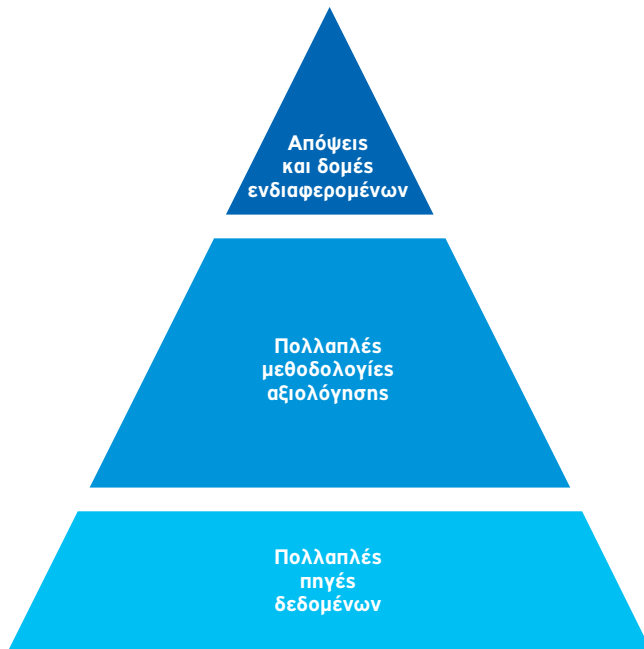 Απόψεις
και δομές
ενδιαφερομένων
Πολλαπλές
μεθοδολογίες
αξιολόγησης
Πολλαπλές
πηγές
δεδομένων